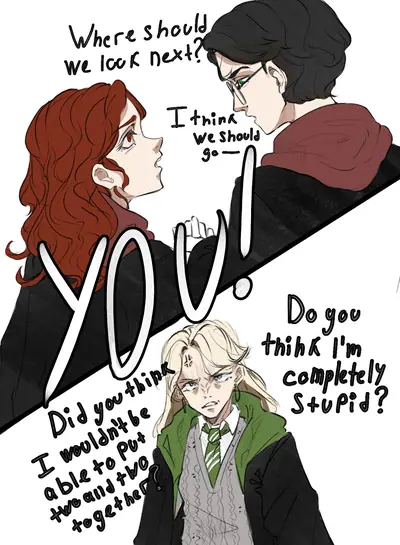 Where should
we look next?
I think
we should
go—
YOU!
Do you
think I'm
completely
stupid?
Did you think
I wouldn't be
able to put
two and two
together?